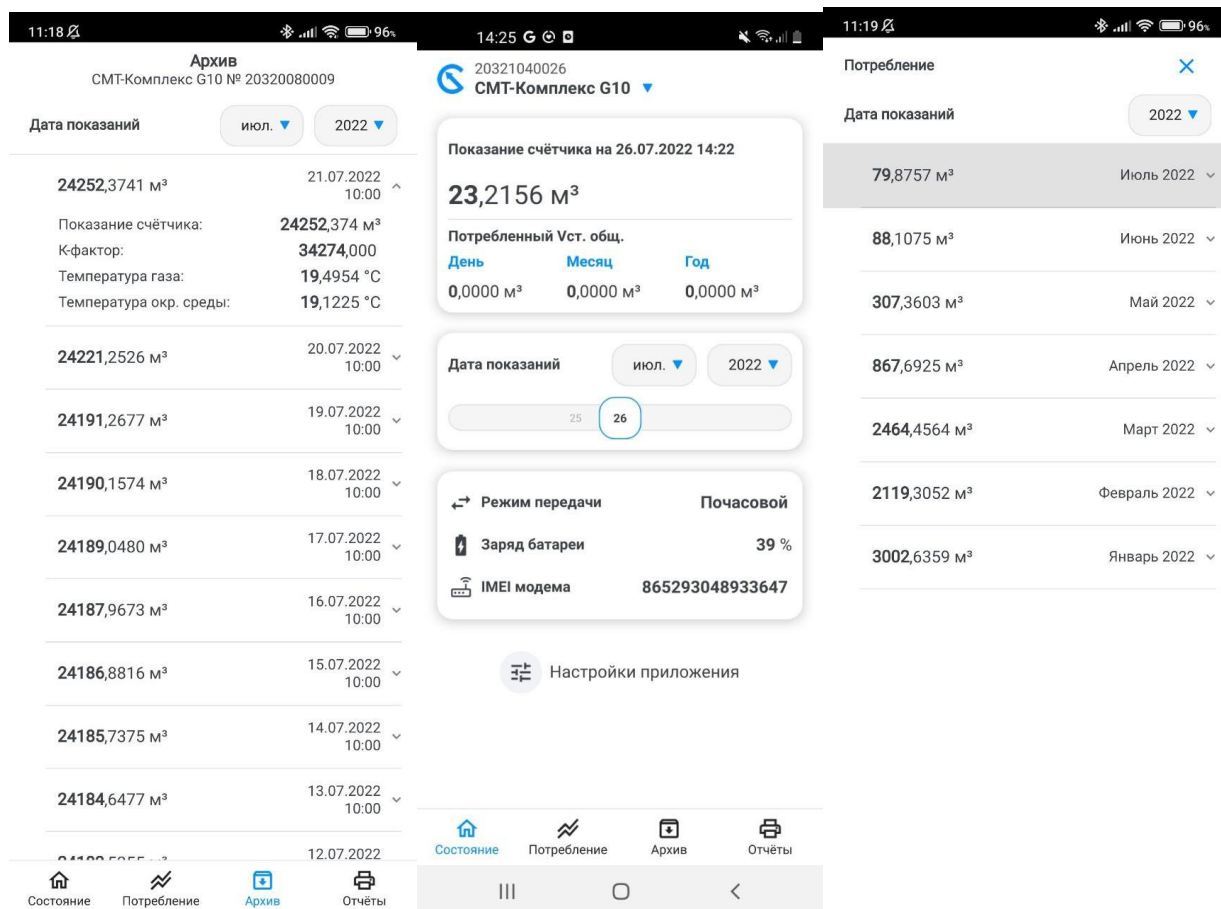 11:18
96%
Архив
СМТ-Комплекс G10 № 20320080009
Дата показаний июл. 2022
24252,3741 м³ 21.07.2022 10:00
Показание счётчика: 24252,374 м³
К-фактор: 34274,000
Температура газа: 19,4954 °C
Температура окр. среды: 19,1225 °C
24221,2526 м³ 20.07.2022 10:00
24191,2677 м³ 19.07.2022 10:00
24190,1574 м³ 18.07.2022 10:00
24189,0480 м³ 17.07.2022 10:00
24187,9673 м³ 16.07.2022 10:00
24186,8816 м³ 15.07.2022 10:00
24185,7375 м³ 14.07.2022 10:00
24184,6477 м³ 13.07.2022 10:00
12.07.2022
Состояние Потребление Архив Отчёты
14:25 G
20321040026
СМТ-Комплекс G10
Показание счётчика на 26.07.2022 14:22
23,2156 м³
Потребленный Vст. общ.
День Месяц Год
0,0000 м³ 0,0000 м³ 0,0000 м³
Дата показаний июл. 2022
25 26
Режим передачи Почасовой
Заряд батареи 39 %
IMEI модема 865293048933647
Настройки приложения
Состояние Потребление Архив Отчёты
11:19
96%
Потребление
Дата показаний 2022
79,8757 м³ Июль 2022
88,1075 м³ Июнь 2022
307,3603 м³ Май 2022
867,6925 м³ Апрель 2022
2464,4564 м³ Март 2022
2119,3052 м³ Февраль 2022
3002,6359 м³ Январь 2022